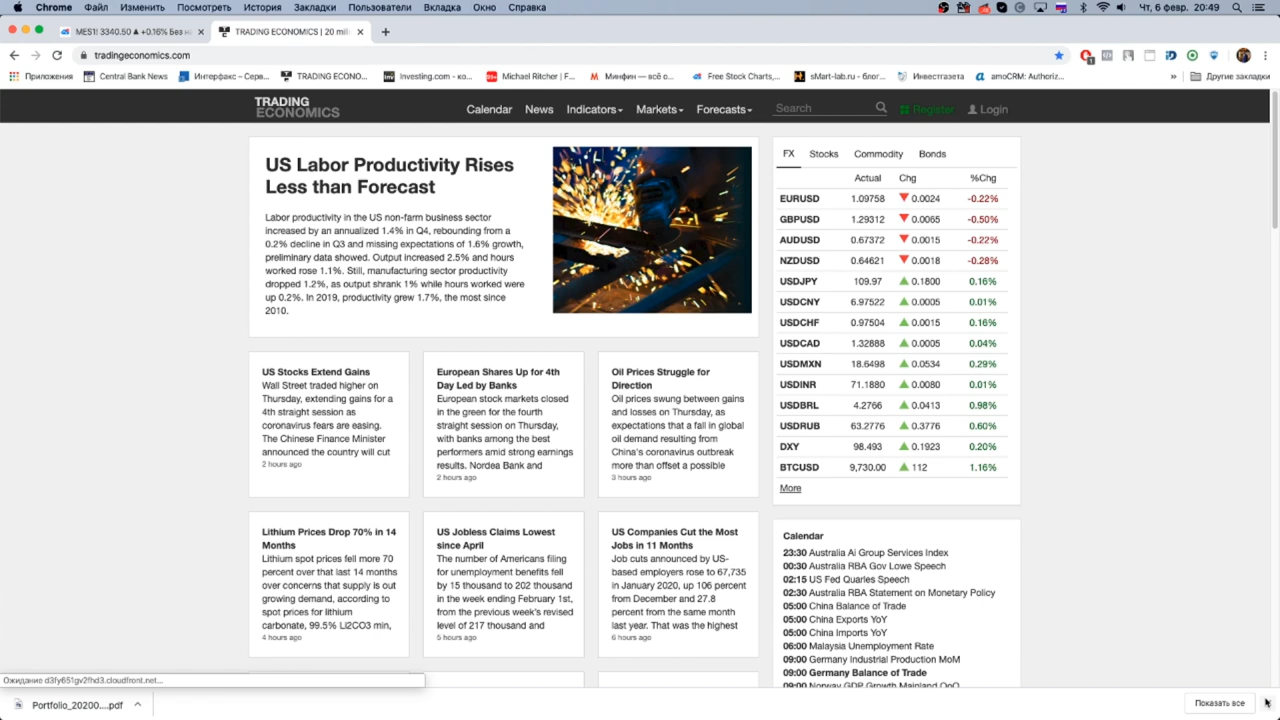 Chrome Файл Изменить Посмотреть История Закладки Пользователи Вкладка Окно Справка Чт, 6 февр. 20:49
MES1! 3340.50 ▲ +0.16% Без н
TRADING ECONOMICS | 20 mil
tradingeconomics.com
Приложения Central Bank News Интерфакс – Серв... TRADING ECONO... Investing.com - ко... Michael Ritcher | F... Минфин — всё о... Free Stock Charts,... sMart-lab.ru - блог... Инвестгазета amoCRM: Authoriz... » Другие закладки
TRADING
ECONOMICS
Calendar News Indicators Markets Forecasts Search Register Login
US Labor Productivity Rises
Less than Forecast
Labor productivity in the US non-farm business sector
increased by an annualized 1.4% in Q4, rebounding from a
0.2% decline in Q3 and missing expectations of 1.6% growth,
preliminary data showed. Output increased 2.5% and hours
worked rose 1.1%. Still, manufacturing sector productivity
dropped 1.2%, as output shrank 1% while hours worked were
up 0.2%. In 2019, productivity grew 1.7%, the most since
2010.
US Stocks Extend Gains
Wall Street traded higher on
Thursday, extending gains for a
4th straight session as
coronavirus fears are easing.
The Chinese Finance Minister
announced the country will cut
2 hours ago
European Shares Up for 4th
Day Led by Banks
European stock markets closed
in the green for the fourth
straight session on Thursday,
with banks among the best
performers amid strong earnings
results. Nordea Bank and
2 hours ago
Oil Prices Struggle for
Direction
Oil prices swung between gains
and losses on Thursday, as
expectations that a fall in global
oil demand resulting from
China's coronavirus outbreak
more than offset a possible
3 hours ago
Lithium Prices Drop 70% in 14
Months
Lithium spot prices fell more 70
percent over that last 14 months
over concerns that supply is out
growing demand, according to
spot prices for lithium
carbonate, 99.5% Li2CO3 min,
4 hours ago
US Jobless Claims Lowest
since April
The number of Americans filing
for unemployment benefits fell
by 15 thousand to 202 thousand
in the week ending February 1st,
from the previous week's revised
level of 217 thousand and
5 hours ago
US Companies Cut the Most
Jobs in 11 Months
Job cuts announced by US-
based employers rose to 67,735
in January 2020, up 106 percent
from December and 27.8
percent from the same month
last year. That was the highest
6 hours ago
FX Stocks Commodity Bonds
Actual Chg %Chg
EURUSD 1.09758 ▼ 0.0024 -0.22%
GBPUSD 1.29312 ▼ 0.0065 -0.50%
AUDUSD 0.67372 ▼ 0.0015 -0.22%
NZDUSD 0.64621 ▼ 0.0018 -0.28%
USDJPY 109.97 ▲ 0.1800 0.16%
USDCNY 6.97522 ▲ 0.0005 0.01%
USDCHF 0.97504 ▲ 0.0015 0.16%
USDCAD 1.32888 ▲ 0.0005 0.04%
USDMXN 18.6498 ▲ 0.0534 0.29%
USDINR 71.1880 ▲ 0.0080 0.01%
USDBRL 4.2766 ▲ 0.0413 0.98%
USDRUB 63.2776 ▲ 0.3776 0.60%
DXY 98.493 ▲ 0.1923 0.20%
BTCUSD 9,730.00 ▲ 112 1.16%
More
Calendar
23:30 Australia Ai Group Services Index
00:30 Australia RBA Gov Lowe Speech
02:15 US Fed Quarles Speech
02:30 Australia RBA Statement on Monetary Policy
05:00 China Balance of Trade
05:00 China Exports YoY
05:00 China Imports YoY
06:00 Malaysia Unemployment Rate
09:00 Germany Industrial Production MoM
09:00 Germany Balance of Trade
09:00 Norway GDP Growth Mainland QoQ
Ожидание d3fy651gv2fhd3.cloudfront.net...
Portfolio_20200....pdf
Показать все